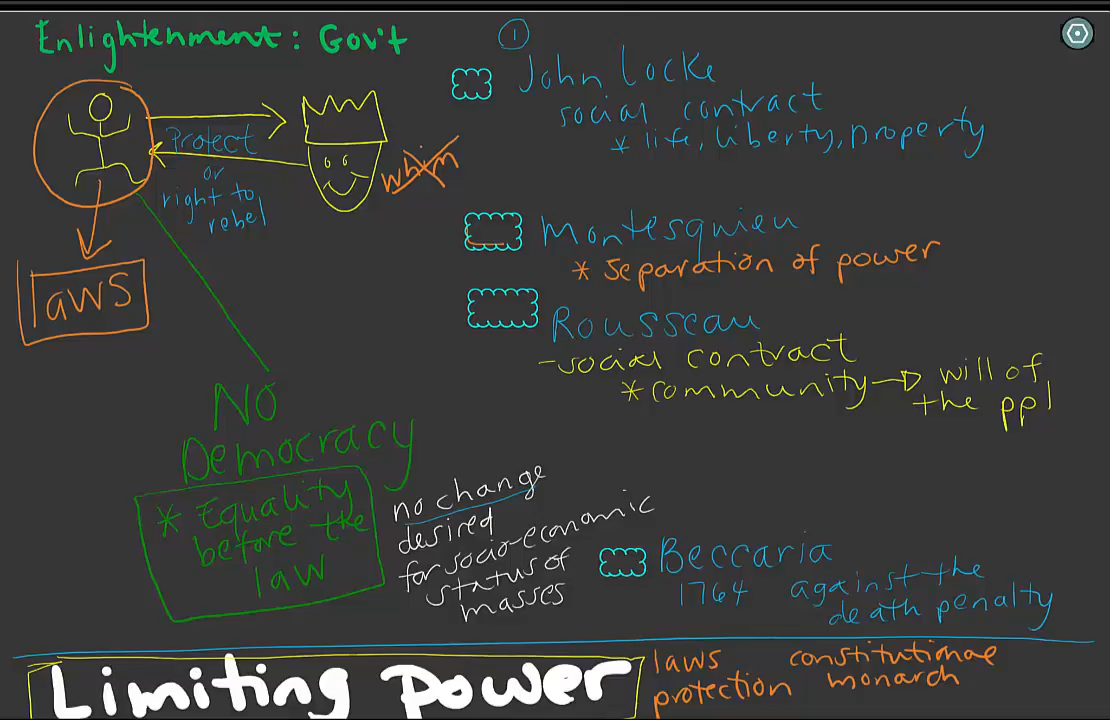 Enlightenment: Gov't
Protect
or
right to
rebel
whim
laws
NO
Democracy
* Equality
before the
law
no change
desired
for socio-economic
status of
masses
1
John Locke
social contract
* life, liberty, property
Montesquieu
* separation of power
Rousseau
- social contract
* community → will of
the ppl
Beccaria
1764 against the
death penalty
Limiting Power
laws constitutional
protection monarch